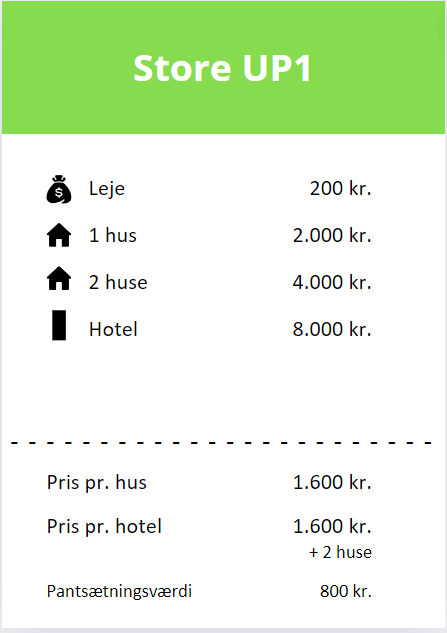 Store UP1
Leje 200 kr.
1 hus 2.000 kr.
2 huse 4.000 kr.
Hotel 8.000 kr.
Pris pr. hus 1.600 kr.
Pris pr. hotel 1.600 kr.
+ 2 huse
Pantsætningsværdi 800 kr.